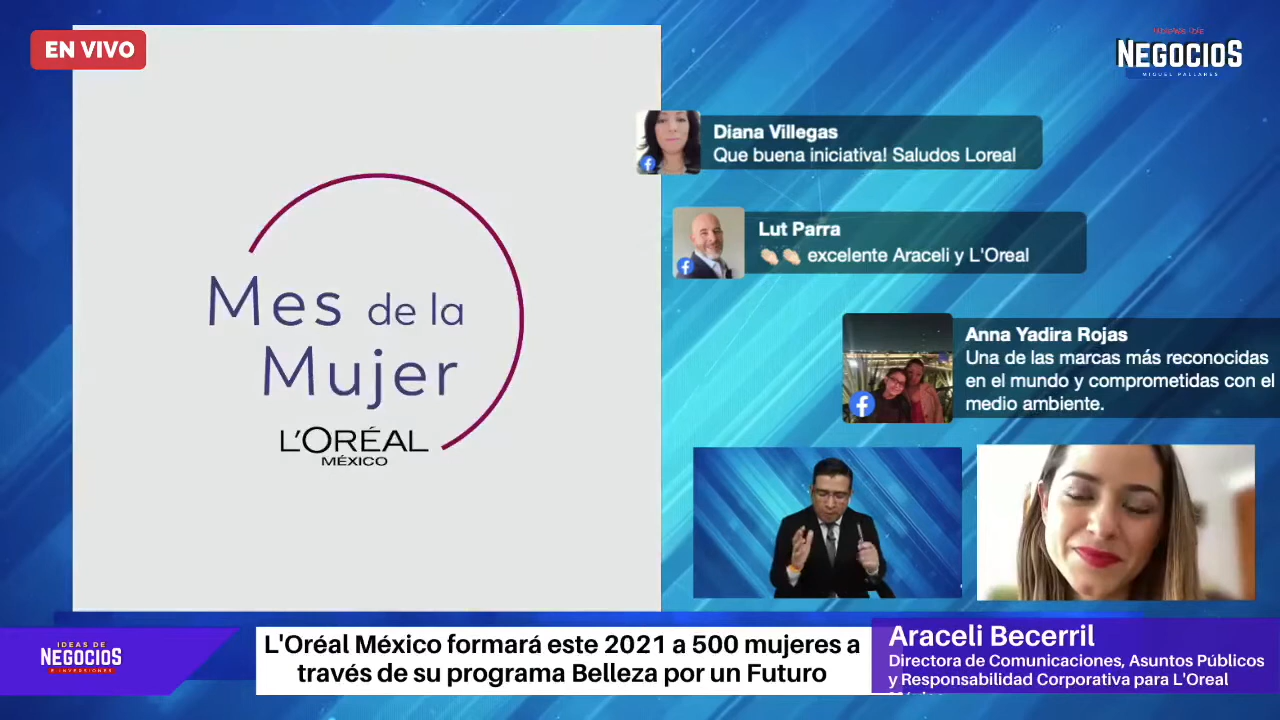 EN VIVO
IDEAS DE
NEGOCIOS
MIGUEL PALLARES
Diana Villegas
Que buena iniciativa! Saludos Loreal
Lut Parra
👏🏻👏🏻 excelente Araceli y L'Oreal
Anna Yadira Rojas
Una de las marcas más reconocidas
en el mundo y comprometidas con el
medio ambiente.
Mes de la
Mujer
L'ORÉAL
MÉXICO
IDEAS DE
NEGOCIOS
E INVERSIONES
L'Oréal México formará este 2021 a 500 mujeres a
través de su programa Belleza por un Futuro
Araceli Becerril
Directora de Comunicaciones, Asuntos Públicos
y Responsabilidad Corporativa para L'Oreal